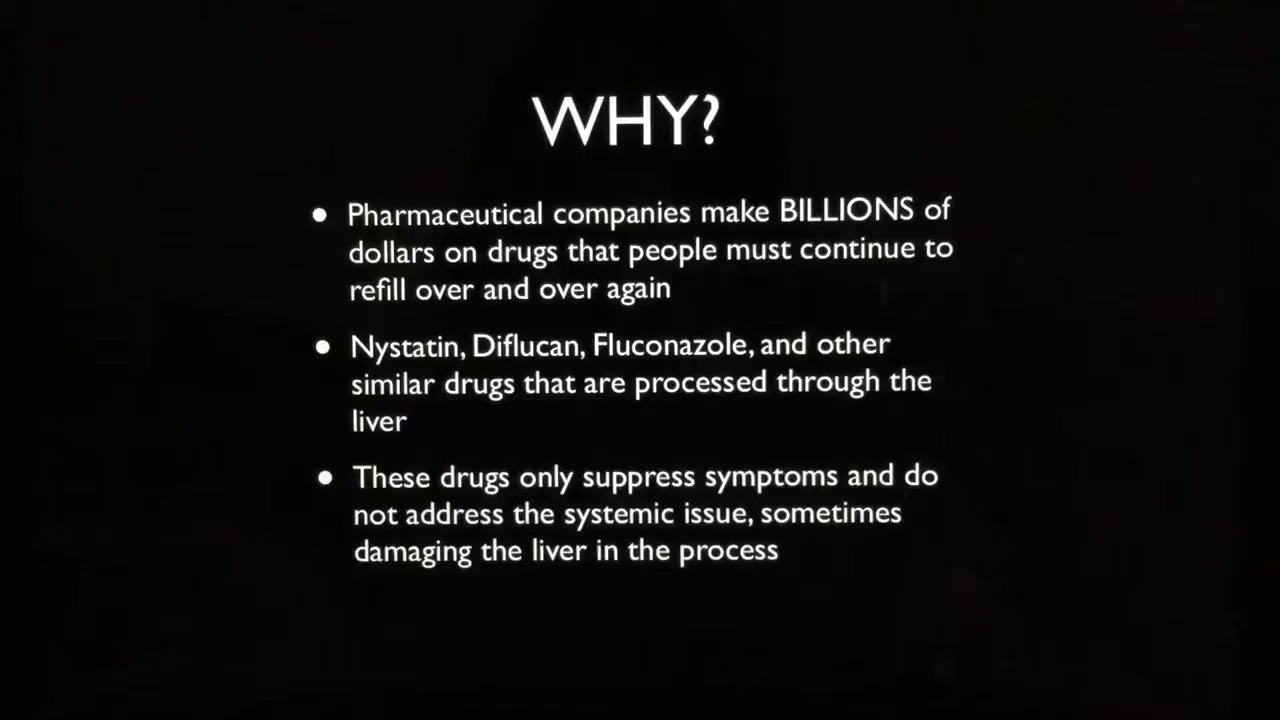 WHY?
• Pharmaceutical companies make BILLIONS of
dollars on drugs that people must continue to
refill over and over again
• Nystatin, Diflucan, Fluconazole, and other
similar drugs that are processed through the
liver
• These drugs only suppress symptoms and do
not address the systemic issue, sometimes
damaging the liver in the process